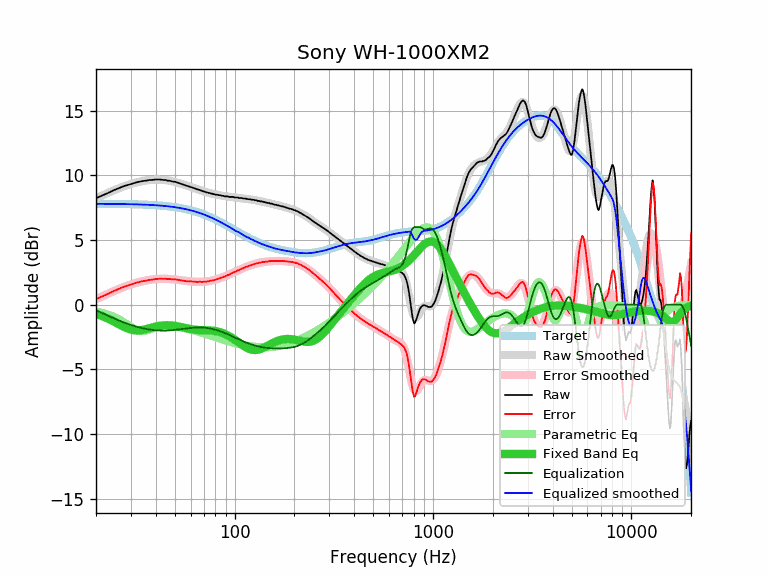 Sony WH-1000XM2
Amplitude (dBr)
15
10
5
0
−5
−10
−15
100
1000
10000
Frequency (Hz)
Target
Raw Smoothed
Error Smoothed
Raw
Error
Parametric Eq
Fixed Band Eq
Equalization
Equalized smoothed